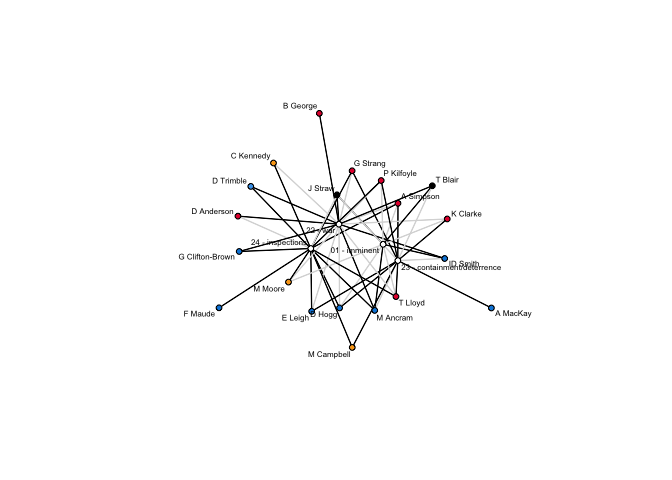 B George
C Kennedy
G Strang
P Kilfoyle
D Trimble
J Straw
T Blair
A Simpson
D Anderson
K Clarke
22 - war
24 - inspections
01 - imminent
G Clifton-Brown
ID Smith
23 - containment/deterrence
M Moore
T Lloyd
F Maude
E Leigh
D Hogg
M Ancram
A MacKay
M Campbell